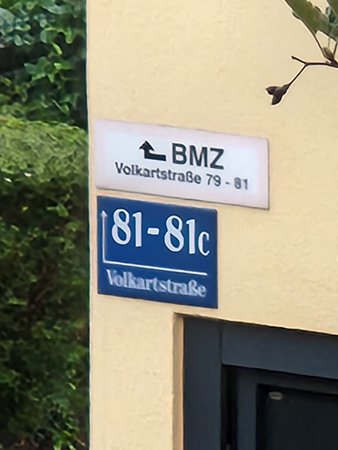 BMZ
Volkartstraße 79 - 81
81-81c
Volkartstraße